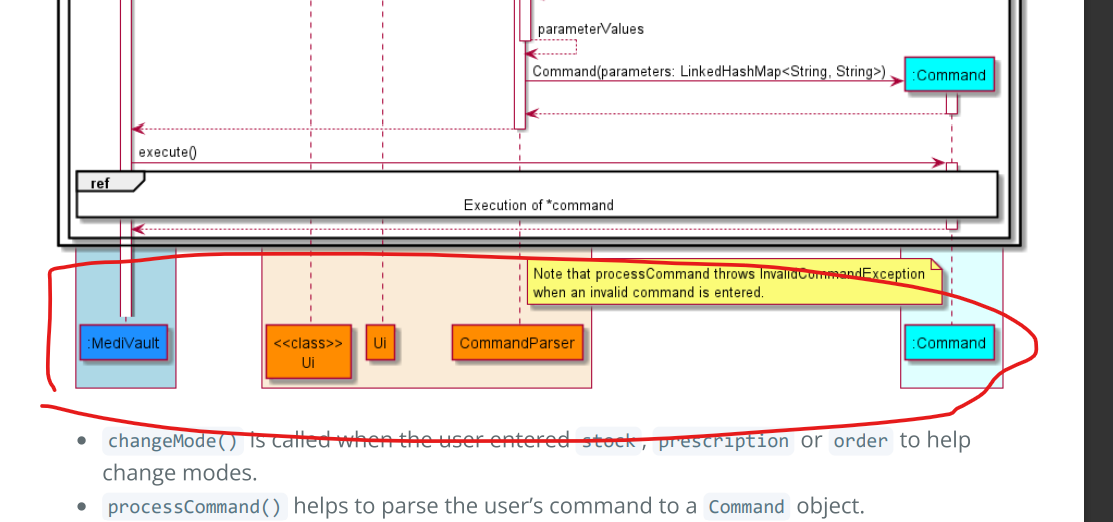 parameterValues
Command(parameters: LinkedHashMap<String, String>)
:Command
execute()
ref
Execution of *command
Note that processCommand throws InvalidCommandException
when an invalid command is entered.
:MediVault
<<class>>
Ui
Ui
CommandParser
:Command
changeMode() is called when the user entered stock, prescription or order to help
change modes.
processCommand() helps to parse the user's command to a Command object.